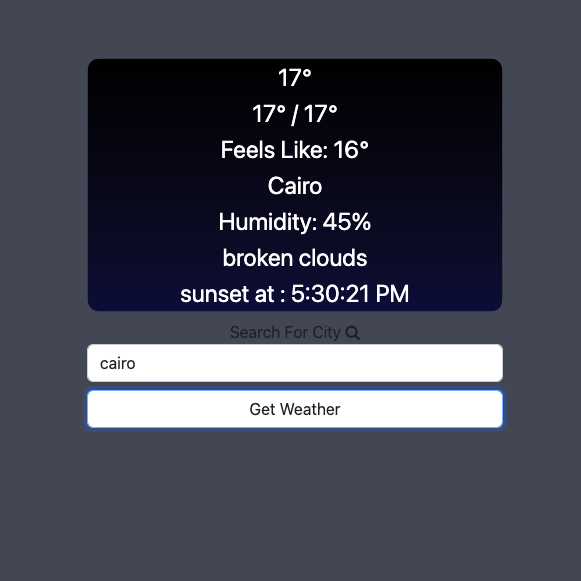 17°
17° / 17°
Feels Like: 16°
Cairo
Humidity: 45%
broken clouds
sunset at : 5:30:21 PM
Search For City
cairo
Get Weather